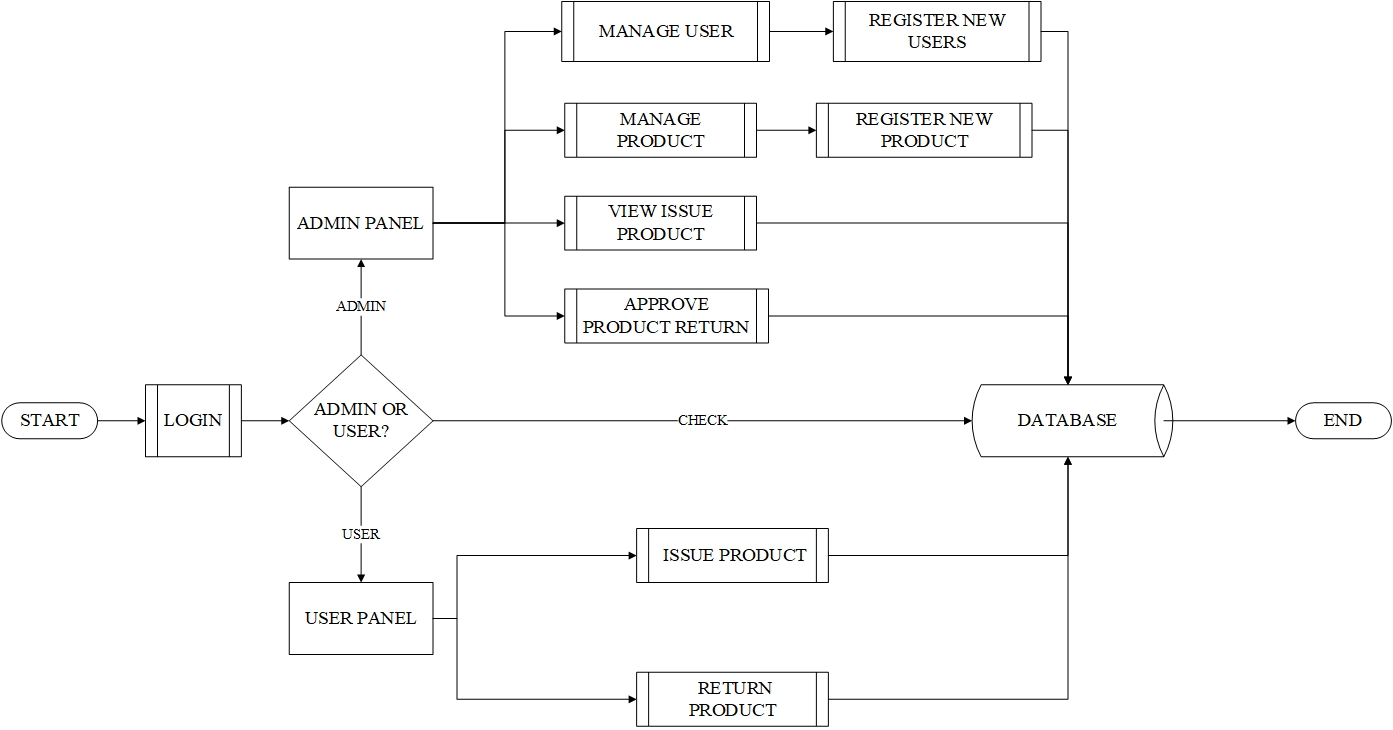 MANAGE USER
REGISTER NEW
USERS
MANAGE
PRODUCT
REGISTER NEW
PRODUCT
ADMIN PANEL
VIEW ISSUE
PRODUCT
ADMIN
APPROVE
PRODUCT RETURN
START
LOGIN
ADMIN OR
USER?
CHECK
DATABASE
END
USER
ISSUE PRODUCT
USER PANEL
RETURN
PRODUCT